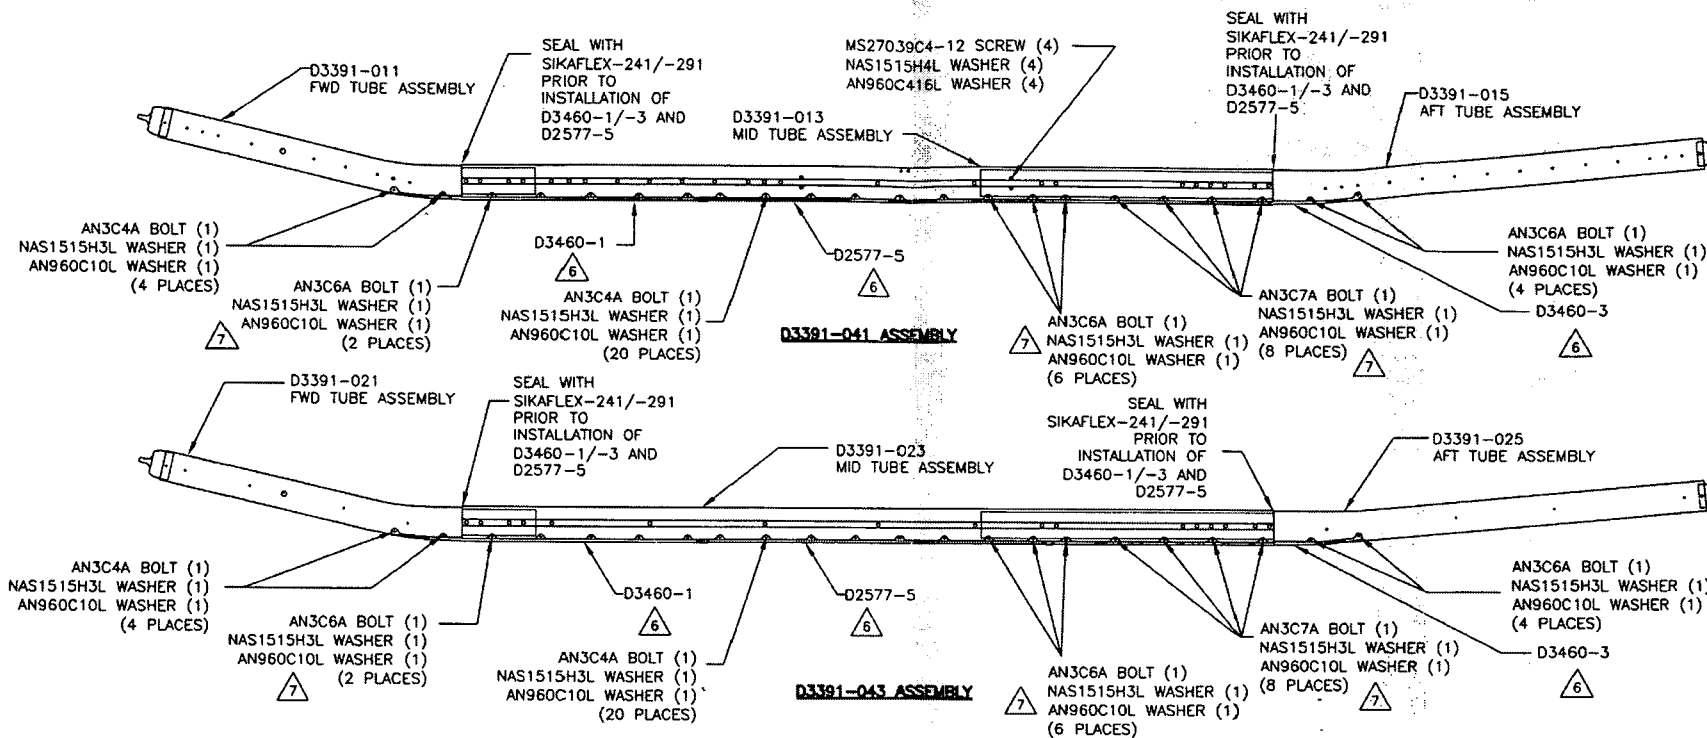 D3391-011
FWD TUBE ASSEMBLY
SEAL WITH
SIKAFLEX-241/-291
PRIOR TO
INSTALLATION OF
D3460-1/-3 AND
D2577-5
D3391-013
MID TUBE ASSEMBLY
MS27039C4-12 SCREW (4)
NAS1515H4L WASHER (4)
AN960C416L WASHER (4)
SEAL WITH
SIKAFLEX-241/-291
PRIOR TO
INSTALLATION OF
D3460-1/-3 AND
D2577-5
D3391-015
AFT TUBE ASSEMBLY
AN3C4A BOLT (1)
NAS1515H3L WASHER (1)
AN960C10L WASHER (1)
(4 PLACES)
AN3C6A BOLT (1)
NAS1515H3L WASHER (1)
AN960C10L WASHER (1)
(2 PLACES)
7
D3460-1
6
AN3C4A BOLT (1)
NAS1515H3L WASHER (1)
AN960C10L WASHER (1)
(20 PLACES)
D2577-5
6
D3391-041 ASSEMBLY
7
AN3C6A BOLT (1)
NAS1515H3L WASHER (1)
AN960C10L WASHER (1)
(6 PLACES)
AN3C7A BOLT (1)
NAS1515H3L WASHER (1)
AN960C10L WASHER (1)
(8 PLACES)
7
AN3C6A BOLT (1)
NAS1515H3L WASHER (1)
AN960C10L WASHER (1)
(4 PLACES)
D3460-3
6
D3391-021
FWD TUBE ASSEMBLY
SEAL WITH
SIKAFLEX-241/-291
PRIOR TO
INSTALLATION OF
D3460-1/-3 AND
D2577-5
D3391-023
MID TUBE ASSEMBLY
SEAL WITH
SIKAFLEX-241/-291
PRIOR TO
INSTALLATION OF
D3460-1/-3 AND
D2577-5
D3391-025
AFT TUBE ASSEMBLY
AN3C4A BOLT (1)
NAS1515H3L WASHER (1)
AN960C10L WASHER (1)
(4 PLACES)
AN3C6A BOLT (1)
NAS1515H3L WASHER (1)
AN960C10L WASHER (1)
(2 PLACES)
7
D3460-1
6
AN3C4A BOLT (1)
NAS1515H3L WASHER (1)
AN960C10L WASHER (1)
(20 PLACES)
D2577-5
6
D3391-043 ASSEMBLY
7
AN3C6A BOLT (1)
NAS1515H3L WASHER (1)
AN960C10L WASHER (1)
(6 PLACES)
AN3C7A BOLT (1)
NAS1515H3L WASHER (1)
AN960C10L WASHER (1)
(8 PLACES)
7
AN3C6A BOLT (1)
NAS1515H3L WASHER (1)
AN960C10L WASHER (1)
(4 PLACES)
D3460-3
6